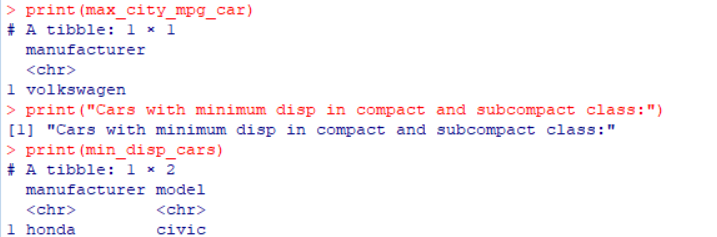 > print(max_city_mpg_car)
# A tibble: 1 × 1
  manufacturer
  <chr>
1 volkswagen
> print("Cars with minimum disp in compact and subcompact class:")
[1] "Cars with minimum disp in compact and subcompact class:"
> print(min_disp_cars)
# A tibble: 1 × 2
  manufacturer model
  <chr>        <chr>
1 honda        civic